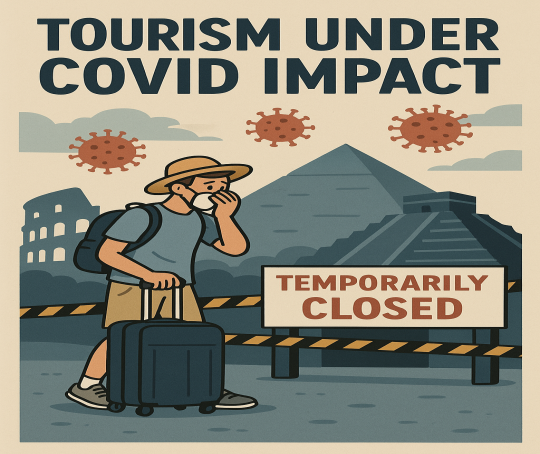 TOURISM UNDER
COVID IMPACT
TEMPORARILY
CLOSED